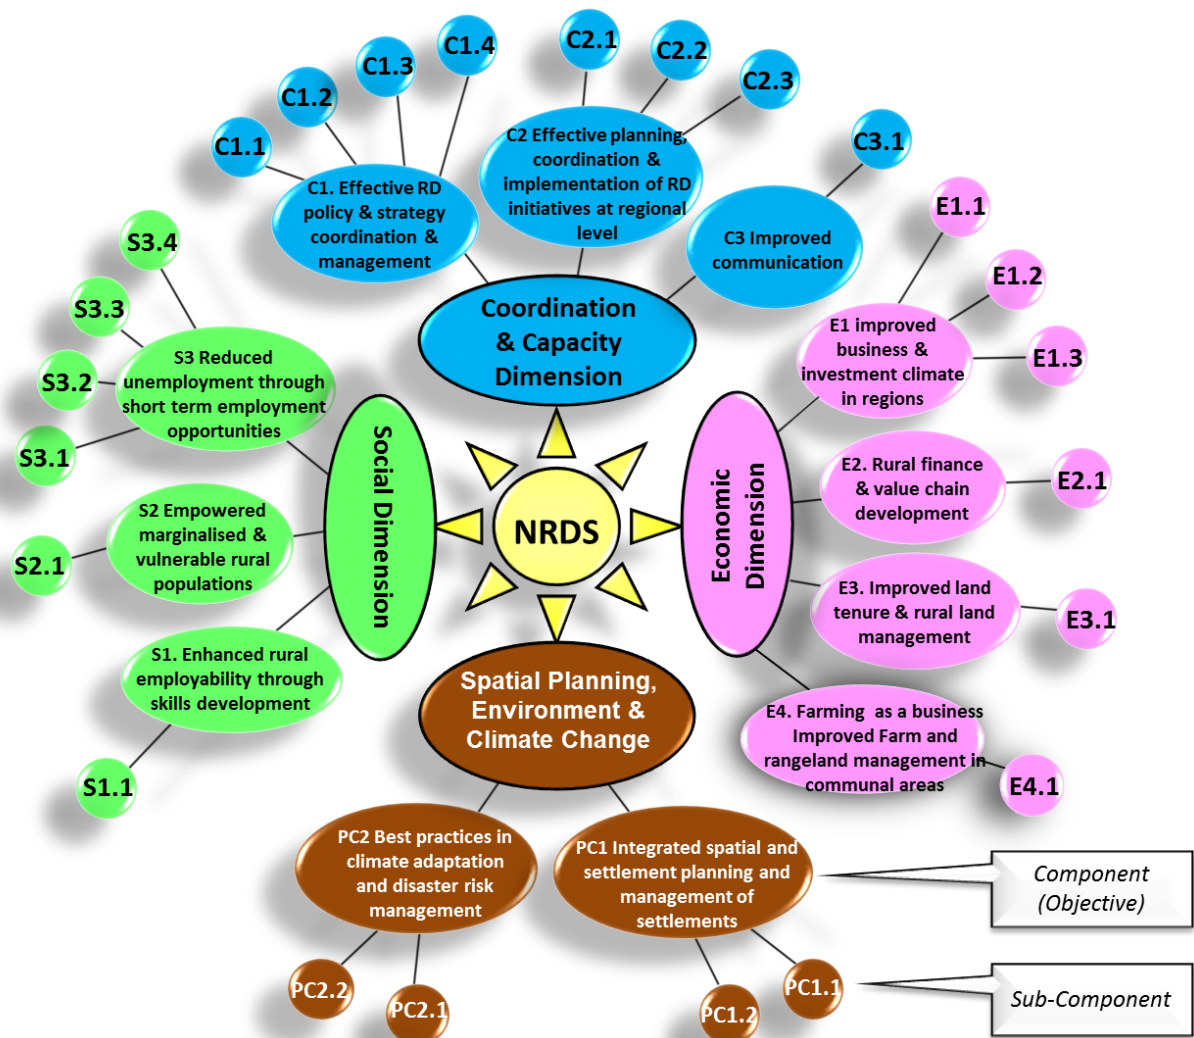 C1.1
C1.2
C1.3
C1.4
C2.1
C2.2
C2.3
C3.1
C1. Effective RD
policy & strategy
coordination &
management
C2 Effective planning,
coordination &
implementation of RD
initiatives at regional
level
C3 Improved
communication
Coordination
& Capacity
Dimension
S3.4
S3.3
S3.2
S3.1
S3 Reduced
unemployment through
short term employment
opportunities
S2.1
S2 Empowered
marginalised &
vulnerable rural
populations
S1. Enhanced rural
employability through
skills development
S1.1
Social Dimension
NRDS
Economic
Dimension
E1.1
E1.2
E1.3
E1 improved
business &
investment climate
in regions
E2. Rural finance
& value chain
development
E2.1
E3. Improved land
tenure & rural land
management
E3.1
E4. Farming as a business
Improved Farm and
rangeland management in
communal areas
E4.1
Spatial Planning,
Environment &
Climate Change
PC2 Best practices in
climate adaptation
and disaster risk
management
PC1 Integrated spatial and
settlement planning and
management of
settlements
PC2.2
PC2.1
PC1.2
PC1.1
Component
(Objective)
Sub-Component